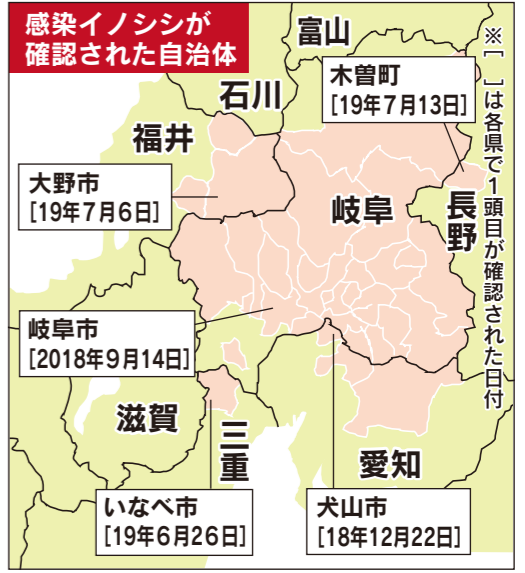 感染イノシシが
確認された自治体
富山
石川
福井
木曽町
[19年7月13日]
※[　]は各県で1頭目が確認された日付
大野市
[19年7月6日]
岐阜
長野
岐阜市
[2018年9月14日]
滋賀
三重
愛知
いなべ市
[19年6月26日]
犬山市
[18年12月22日]